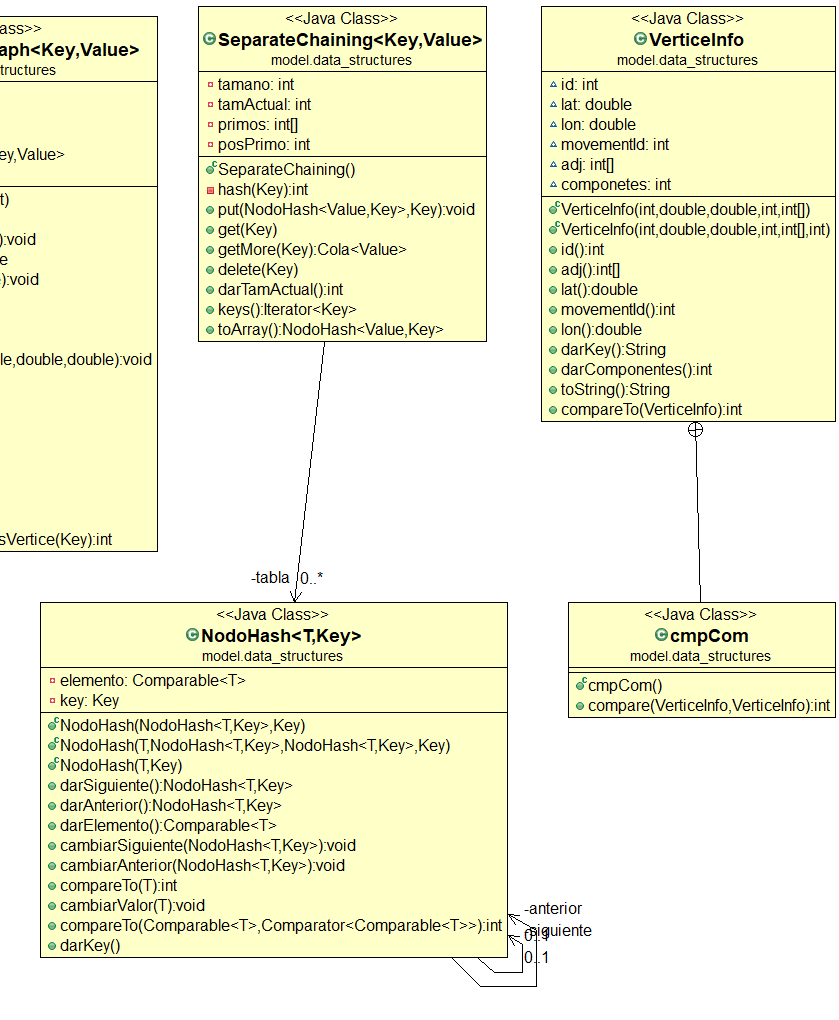 ass>>
aph<Key,Value>
tructures
ey,Value>
t)
):void
e
):void
le,double,double):void
sVertice(Key):int
<<Java Class>>
SeparateChaining<Key,Value>
model.data_structures
tamano: int
tamActual: int
primos: int[]
posPrimo: int
SeparateChaining()
hash(Key):int
put(NodoHash<Value,Key>,Key):void
get(Key)
getMore(Key):Cola<Value>
delete(Key)
darTamActual():int
keys():Iterator<Key>
toArray():NodoHash<Value,Key>
<<Java Class>>
VerticeInfo
model.data_structures
id: int
lat: double
lon: double
movementId: int
adj: int[]
componetes: int
VerticeInfo(int,double,double,int,int[])
VerticeInfo(int,double,double,int,int[],int)
id():int
adj():int[]
lat():double
movementId():int
lon():double
darKey():String
darComponentes():int
toString():String
compareTo(VerticeInfo):int
-tabla 0..*
<<Java Class>>
NodoHash<T,Key>
model.data_structures
elemento: Comparable<T>
key: Key
NodoHash(NodoHash<T,Key>,Key)
NodoHash(T,NodoHash<T,Key>,NodoHash<T,Key>,Key)
NodoHash(T,Key)
darSiguiente():NodoHash<T,Key>
darAnterior():NodoHash<T,Key>
darElemento():Comparable<T>
cambiarSiguiente(NodoHash<T,Key>):void
cambiarAnterior(NodoHash<T,Key>):void
compareTo(T):int
cambiarValor(T):void
compareTo(Comparable<T>,Comparator<Comparable<T>>):int
darKey()
-anterior
-siguiente
0..1
0..1
<<Java Class>>
cmpCom
model.data_structures
cmpCom()
compare(VerticeInfo,VerticeInfo):int